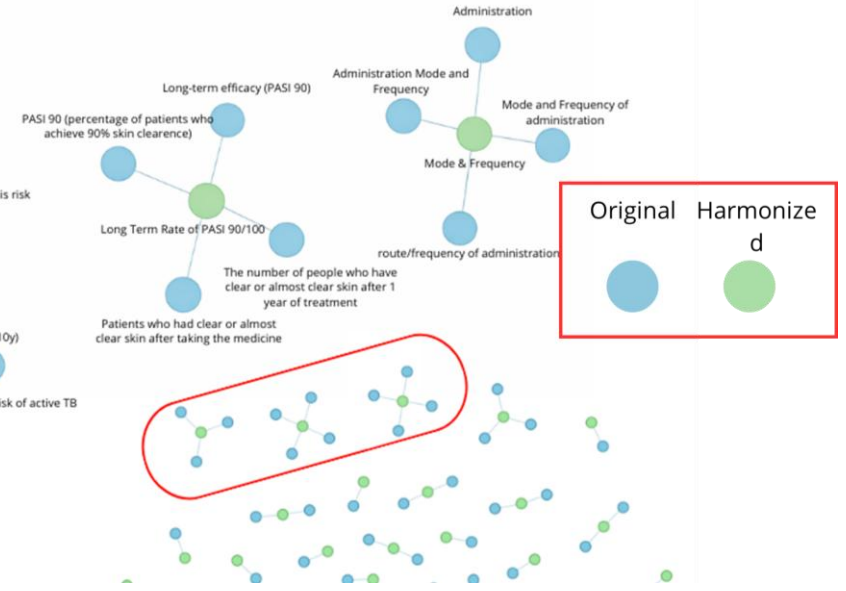 Administration
Administration Mode and
Frequency
Long-term efficacy (PASI 90)
Mode and Frequency of
administration
PASI 90 (percentage of patients who
achieve 90% skin clearence)
Mode & Frequency
is risk
Original
Harmonize
d
Long Term Rate of PASI 90/100
route/frequency of administration
The number of people who have
clear or almost clear skin after 1
year of treatment
Patients who had clear or almost
clear skin after taking the medicine
0y)
sk of active TB